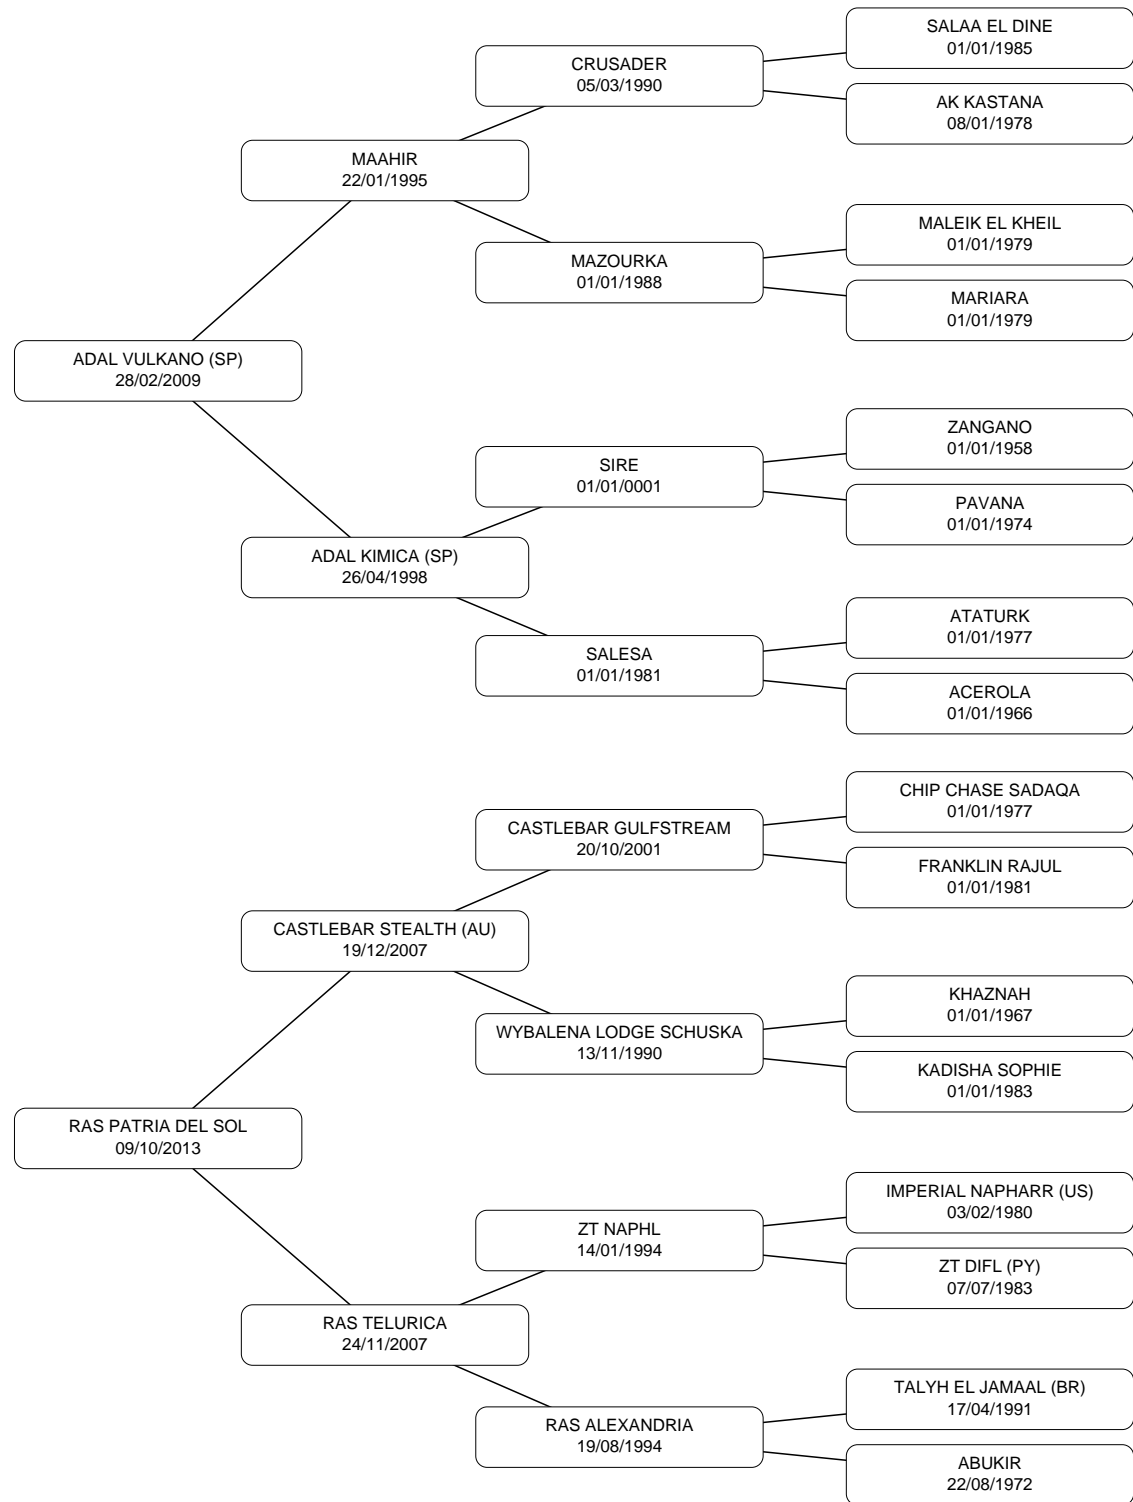 SALAA EL DINE
01/01/1985
CRUSADER
05/03/1990
AK KASTANA
08/01/1978
MAAHIR
22/01/1995
MALEIK EL KHEIL
01/01/1979
MAZOURKA
01/01/1988
MARIARA
01/01/1979
ADAL VULKANO (SP)
28/02/2009
ZANGANO
01/01/1958
SIRE
01/01/0001
PAVANA
01/01/1974
ADAL KIMICA (SP)
26/04/1998
ATATURK
01/01/1977
SALESA
01/01/1981
ACEROLA
01/01/1966
CHIP CHASE SADAQA
01/01/1977
CASTLEBAR GULFSTREAM
20/10/2001
FRANKLIN RAJUL
01/01/1981
CASTLEBAR STEALTH (AU)
19/12/2007
KHAZNAH
01/01/1967
WYBALENA LODGE SCHUSKA
13/11/1990
KADISHA SOPHIE
01/01/1983
RAS PATRIA DEL SOL
09/10/2013
IMPERIAL NAPHARR (US)
03/02/1980
ZT NAPHL
14/01/1994
ZT DIFL (PY)
07/07/1983
RAS TELURICA
24/11/2007
TALYH EL JAMAAL (BR)
17/04/1991
RAS ALEXANDRIA
19/08/1994
ABUKIR
22/08/1972